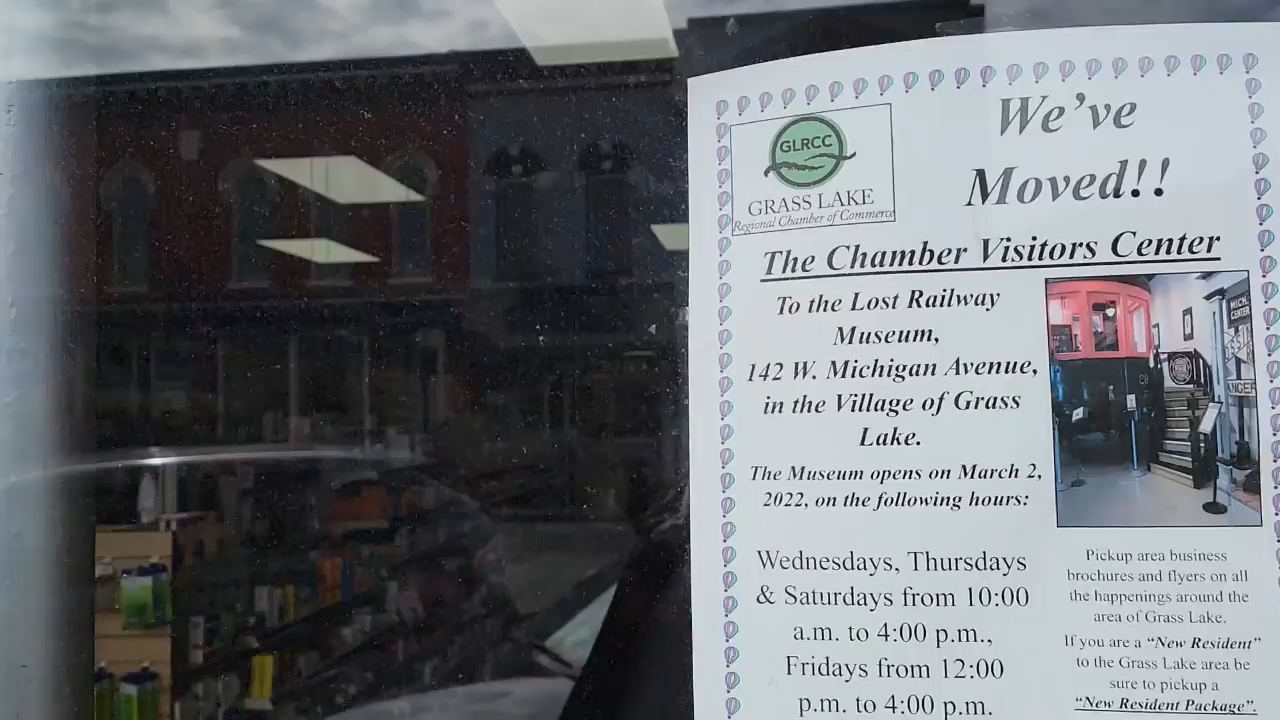 We've
Moved!!
GLRCC
GRASS LAKE
Regional Chamber of Commerce
The Chamber Visitors Center
To the Lost Railway
Museum,
142 W. Michigan Avenue,
in the Village of Grass
Lake.
The Museum opens on March 2,
2022, on the following hours:
Wednesdays, Thursdays
& Saturdays from 10:00
a.m. to 4:00 p.m.,
Fridays from 12:00
p.m. to 4:00 p.m.
MICH.
CENTER
29
Pickup area business
brochures and flyers on all
the happenings around the
area of Grass Lake.
If you are a “New Resident”
to the Grass Lake area be
sure to pickup a
“New Resident Package”.